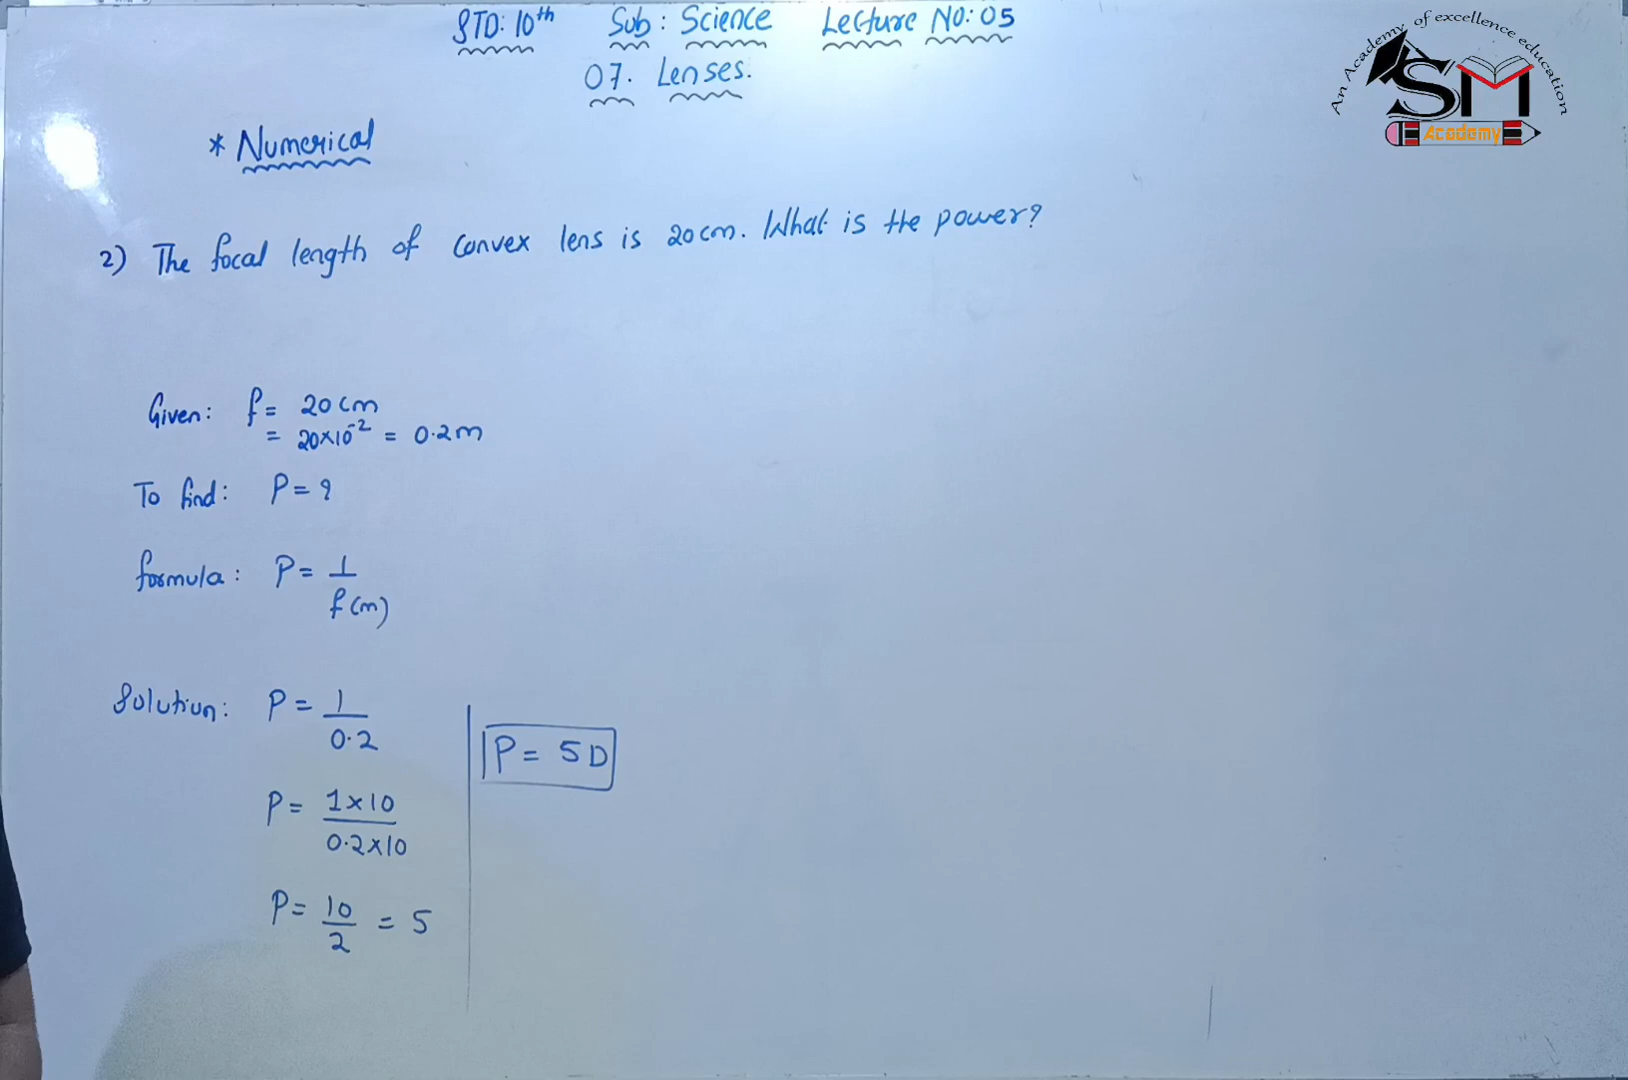 STD: 10th Sub: Science Lecture No: 05
07. Lenses.
An Academy of excellence education
SM
Academy
* Numerical
2) The focal length of convex lens is 20cm. What is the power?
Given: f = 20cm
= 20×10⁻² = 0.2m
To find: P = ?
formula: P = 1
f(m)
Solution: P = 1
0.2
P = 1×10
0.2×10
P = 10 = 5
2
P = 5D